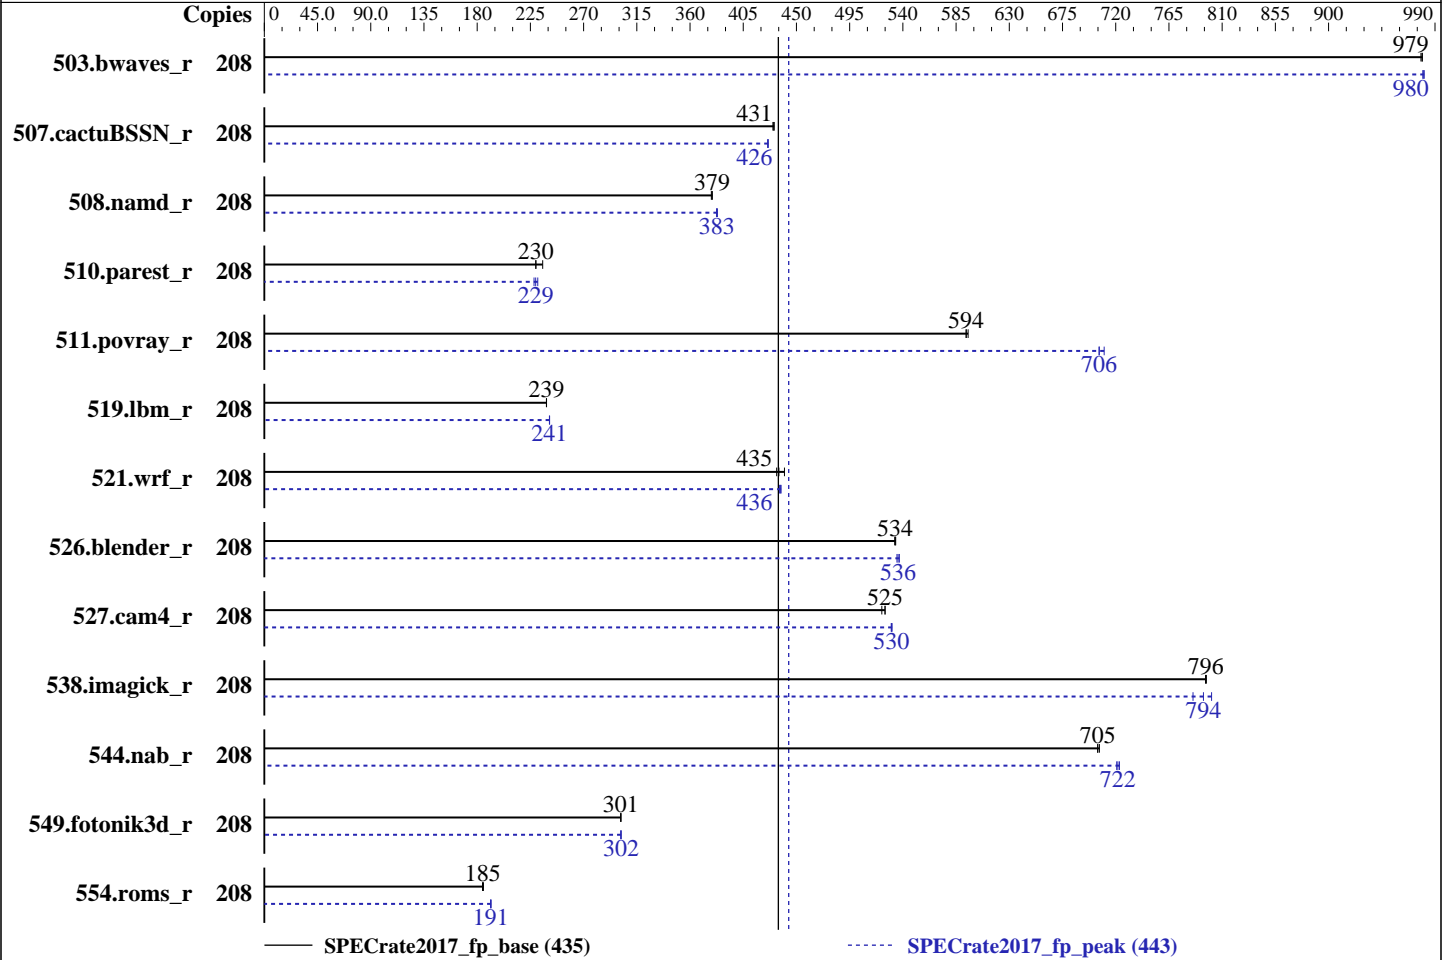 Copies 0 45.0 90.0 135 180 225 270 315 360 405 450 495 540 585 630 675 720 765 810 855 900 990
979
503.bwaves_r 208
980
431
507.cactuBSSN_r 208
426
379
508.namd_r 208
383
230
510.parest_r 208
229
594
511.povray_r 208
706
239
519.lbm_r 208
241
435
521.wrf_r 208
436
534
526.blender_r 208
536
525
527.cam4_r 208
530
796
538.imagick_r 208
794
705
544.nab_r 208
722
301
549.fotonik3d_r 208
302
185
554.roms_r 208
191
SPECrate2017_fp_base (435) SPECrate2017_fp_peak (443)